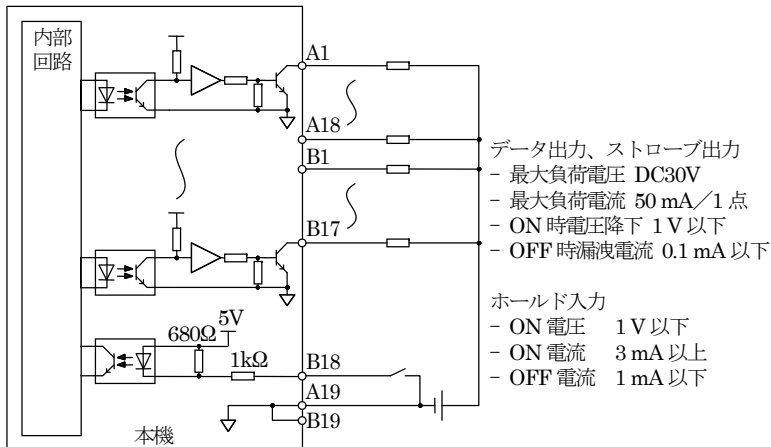 内部
回路
A1
A18
B1
B17
データ出力、ストローブ出力
- 最大負荷電圧 DC30V
- 最大負荷電流 50 mA／1 点
- ON 時電圧降下 1 V 以下
- OFF 時漏洩電流 0.1 mA 以下
ホールド入力
- ON 電圧 1 V 以下
- ON 電流 3 mA 以上
- OFF 電流 1 mA 以下
5V
680Ω
1kΩ
B18
A19
B19
本機